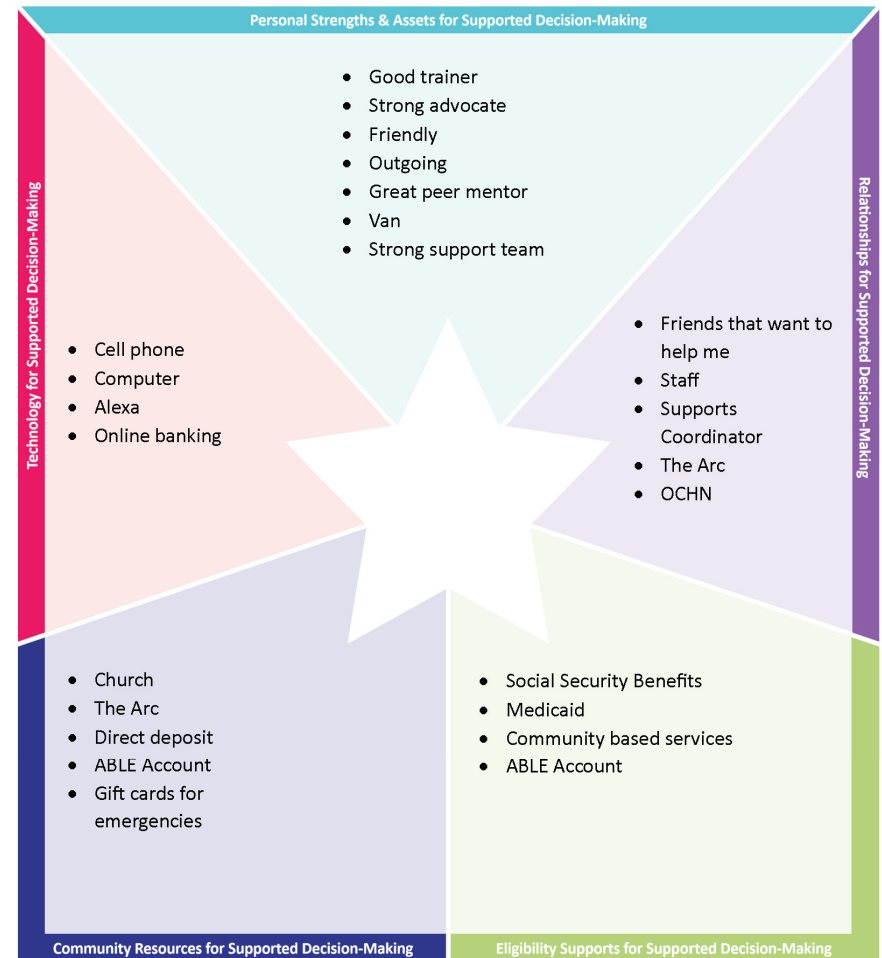 Personal Strengths & Assets for Supported Decision-Making
• Good trainer
• Strong advocate
• Friendly
• Outgoing
• Great peer mentor
• Van
• Strong support team
Technology for Supported Decision-Making
• Cell phone
• Computer
• Alexa
• Online banking
Relationships for Supported Decision-Making
• Friends that want to
help me
• Staff
• Supports
Coordinator
• The Arc
• OCHN
• Church
• The Arc
• Direct deposit
• ABLE Account
• Gift cards for
emergencies
Community Resources for Supported Decision-Making
• Social Security Benefits
• Medicaid
• Community based services
• ABLE Account
Eligibility Supports for Supported Decision-Making